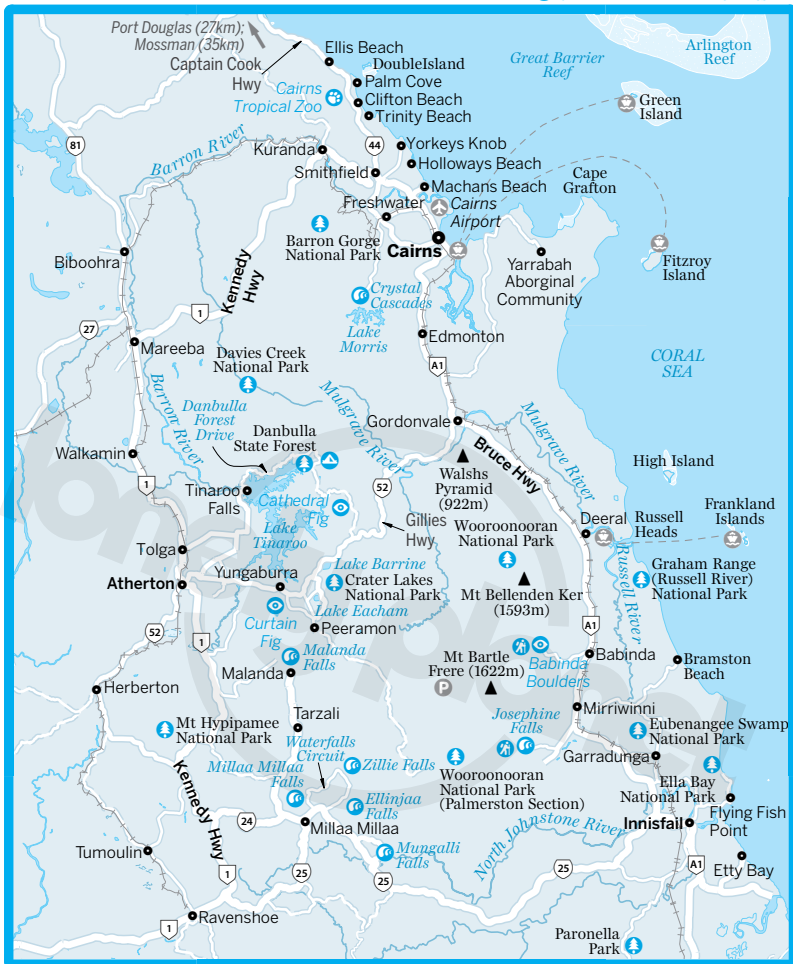 Port Douglas (27km);
Mossman (35km)
Captain Cook
Hwy
Ellis Beach
DoubleIsland
Palm Cove
Cairns
Tropical Zoo
Clifton Beach
Trinity Beach
Great Barrier
Reef
Arlington
Reef
Green
Island
81
Barron River
Kuranda
44
Yorkeys Knob
Holloways Beach
Smithfield
Machans Beach
Cape
Grafton
Freshwater
Cairns
Airport
Barron Gorge
National Park
Cairns
Biboohra
Kennedy
Hwy
Yarrabah
Aborginal
Community
Fitzroy
Island
Crystal
Cascades
Lake
Morris
1
27
Mareeba
Edmonton
Davies Creek
National Park
A1
CORAL
SEA
Barron River
Danbulla
Forest
Drive
Mulgrave River
Danbulla
State Forest
Gordonvale
Bruce Hwy
Mulgrave River
Walkamin
Walshs
Pyramid
(922m)
High Island
1
Tinaroo
Falls
Cathedral
Fig
52
Gillies
Hwy
Wooroonooran
National Park
Deeral
Russell
Heads
Frankland
Islands
Lake
Tinaroo
Tolga
Lake Barrine
Russell River
Graham Range
(Russell River)
National Park
Atherton
Yungaburra
Crater Lakes
National Park
Mt Bellenden Ker
(1593m)
Lake Eacham
Curtain
Fig
Peeramon
52
1
A1
Malanda
Falls
Malanda
Mt Bartle
Frere (1622m)
Babinda
Boulders
Babinda
Bramston
Beach
Herberton
P
Mirriwinni
Tarzali
Josephine
Falls
Mt Hypipamee
National Park
Waterfalls
Circuit
Eubenangee Swamp
National Park
Garradunga
Millaa Millaa
Falls
Zillie Falls
Kennedy Hwy
Wooroonooran
National Park
(Palmerston Section)
Ella Bay
National Park
Ellinjaa
Falls
Flying Fish
Point
24
Millaa Millaa
North Johnstone River
Innisfail
Tumoulin
Mungalli
Falls
A1
Etty Bay
1
25
25
25
Ravenshoe
1
Paronella
Park
lonely planet